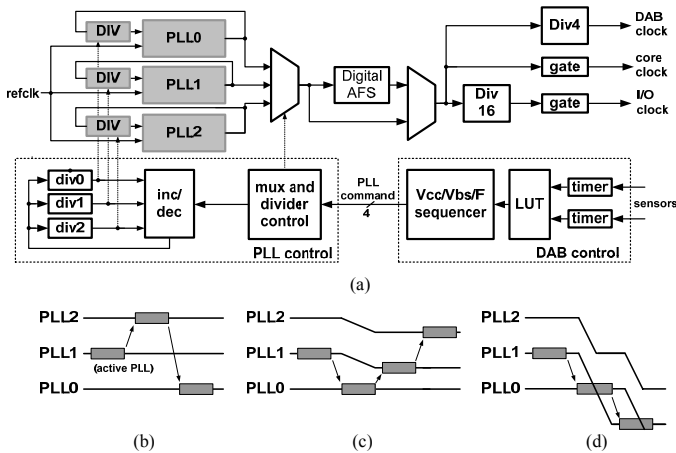 DIV
PLL0
DIV
PLL1
DIV
PLL2
refclk
Digital
AFS
Div4
Div
16
gate
gate
DAB
clock
core
clock
I/O
clock
div0
div1
div2
inc/
dec
mux and
divider
control
PLL control
PLL
command
4
Vcc/Vbs/F
sequencer
LUT
timer
timer
sensors
DAB control
(a)
PLL2
PLL1
(active PLL)
PLL0
(b)
PLL2
PLL1
PLL0
(c)
PLL2
PLL1
PLL0
(d)